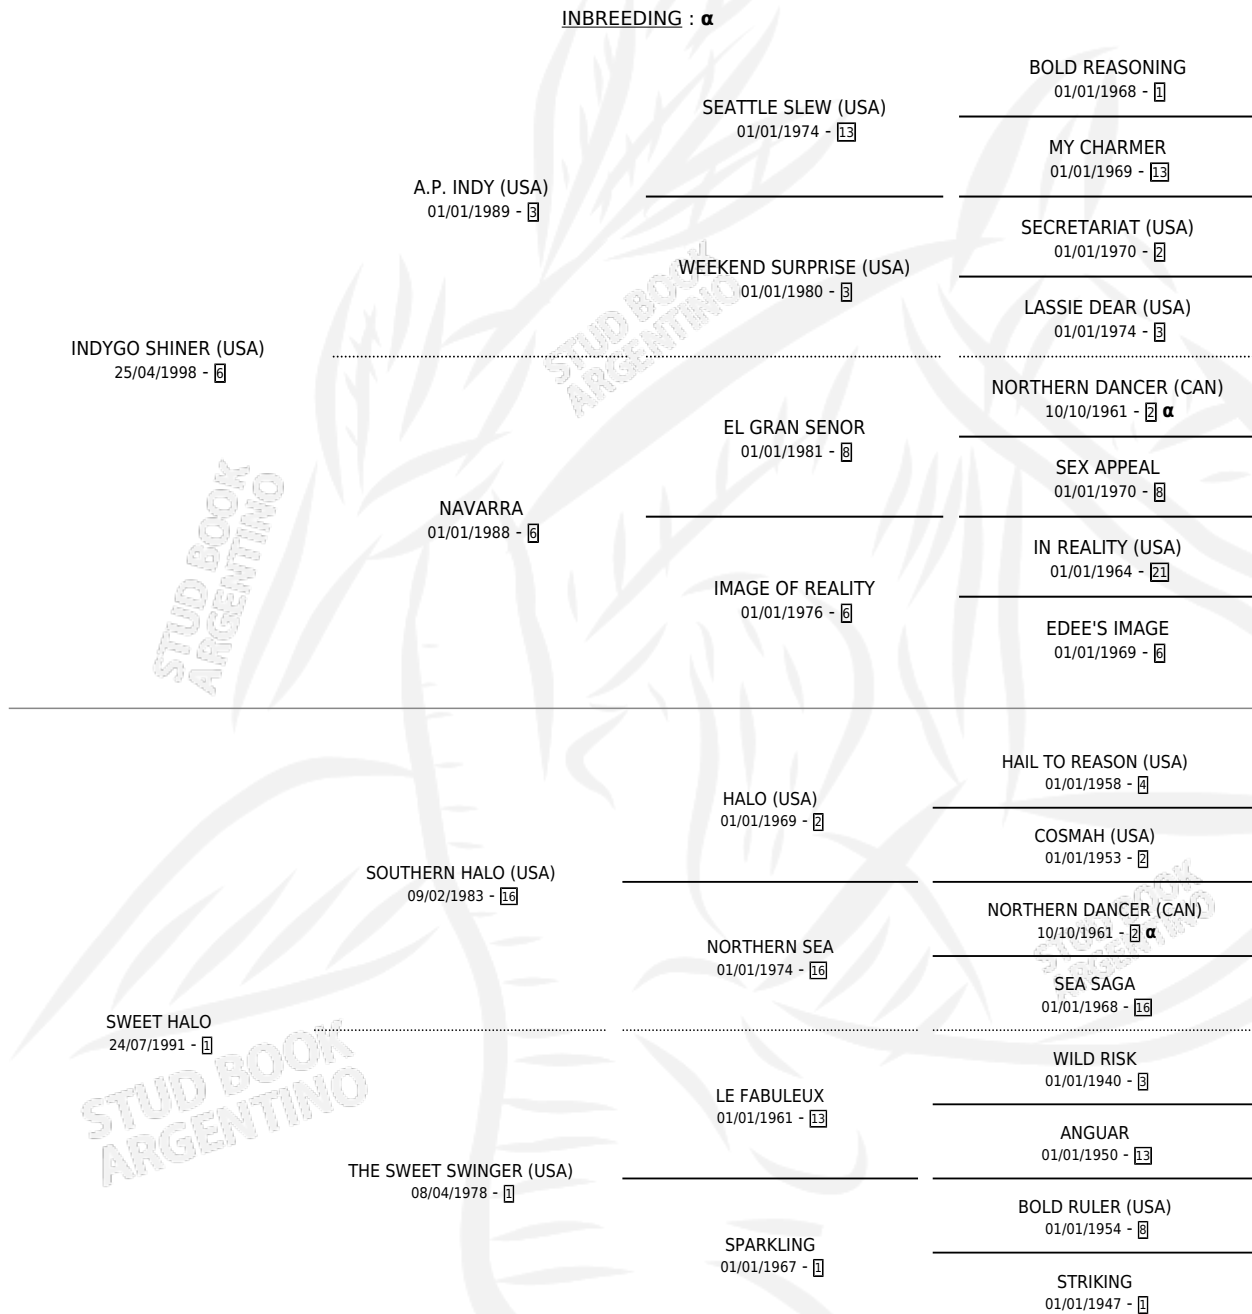 INBREEDING : α
BOLD REASONING
01/01/1968 - 1
SEATTLE SLEW (USA)
01/01/1974 - 13
MY CHARMER
01/01/1969 - 13
A.P. INDY (USA)
01/01/1989 - 3
SECRETARIAT (USA)
01/01/1970 - 2
WEEKEND SURPRISE (USA)
01/01/1980 - 3
LASSIE DEAR (USA)
01/01/1974 - 3
INDYGO SHINER (USA)
25/04/1998 - 6
NORTHERN DANCER (CAN)
10/10/1961 - 2 α
EL GRAN SENOR
01/01/1981 - 8
SEX APPEAL
01/01/1970 - 8
NAVARRA
01/01/1988 - 6
IN REALITY (USA)
01/01/1964 - 21
IMAGE OF REALITY
01/01/1976 - 6
EDEE'S IMAGE
01/01/1969 - 6
HAIL TO REASON (USA)
01/01/1958 - 4
HALO (USA)
01/01/1969 - 2
COSMAH (USA)
01/01/1953 - 2
SOUTHERN HALO (USA)
09/02/1983 - 16
NORTHERN DANCER (CAN)
10/10/1961 - 2 α
NORTHERN SEA
01/01/1974 - 16
SEA SAGA
01/01/1968 - 16
SWEET HALO
24/07/1991 - 1
WILD RISK
01/01/1940 - 3
LE FABULEUX
01/01/1961 - 13
ANGUAR
01/01/1950 - 13
THE SWEET SWINGER (USA)
08/04/1978 - 1
BOLD RULER (USA)
01/01/1954 - 8
SPARKLING
01/01/1967 - 1
STRIKING
01/01/1947 - 1
STUD BOOK
ARGENTINO
STUD BOOK
ARGENTINO
STUD BOOK
ARGENTINO
STUD BOOK
ARGENTINO